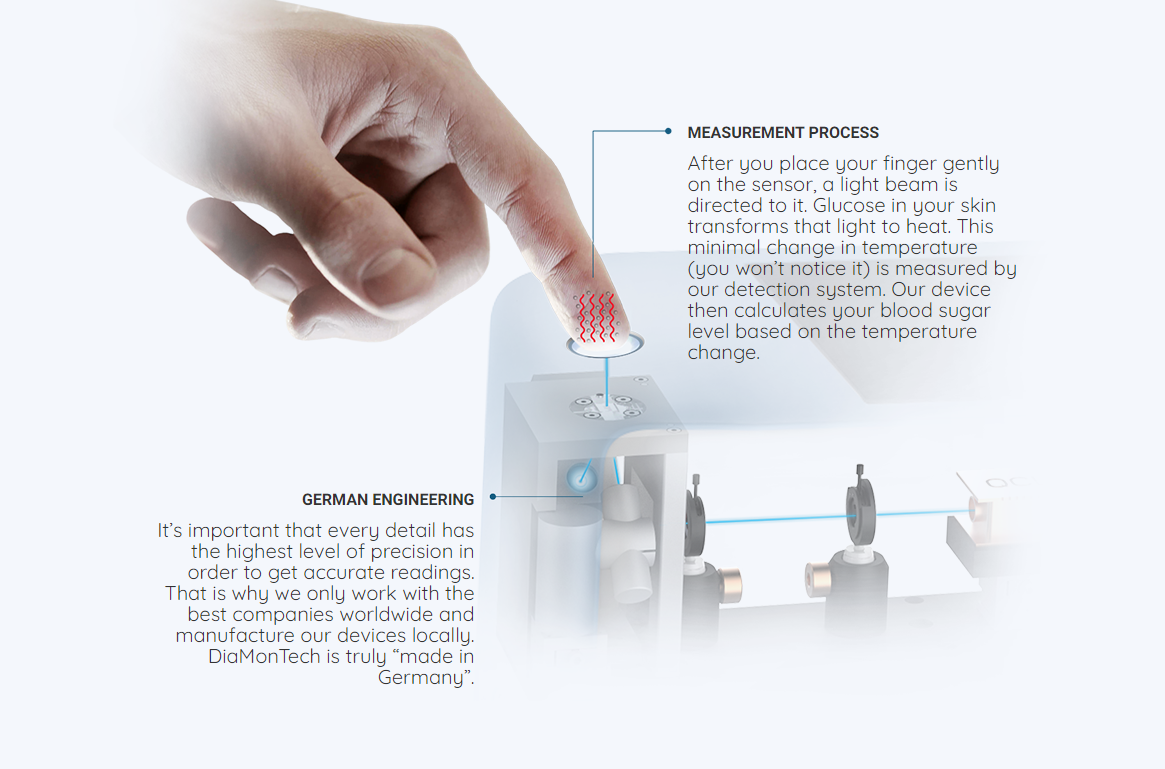 MEASUREMENT PROCESS
After you place your finger gently
on the sensor, a light beam is
directed to it. Glucose in your skin
transforms that light to heat. This
minimal change in temperature
(you won’t notice it) is measured by
our detection system. Our device
then calculates your blood sugar
level based on the temperature
change.
GERMAN ENGINEERING
It’s important that every detail has
the highest level of precision in
order to get accurate readings.
That is why we only work with the
best companies worldwide and
manufacture our devices locally.
DiaMonTech is truly “made in
Germany”.